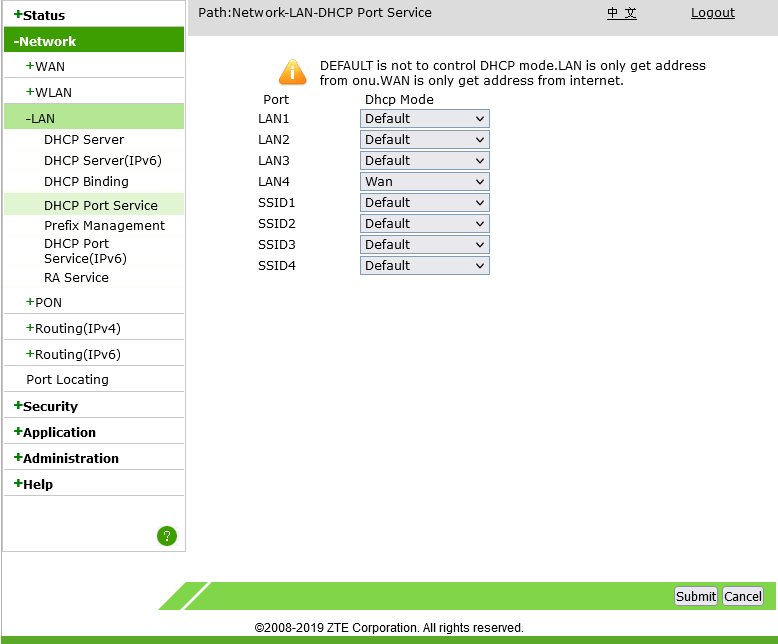 +Status
-Network
+WAN
+WLAN
-LAN
DHCP Server
DHCP Server(IPv6)
DHCP Binding
DHCP Port Service
Prefix Management
DHCP Port
Service(IPv6)
RA Service
+PON
+Routing(IPv4)
+Routing(IPv6)
Port Locating
+Security
+Application
+Administration
+Help
?
Path:Network-LAN-DHCP Port Service 中 文 Logout
DEFAULT is not to control DHCP mode.LAN is only get address
from onu.WAN is only get address from internet.
Port Dhcp Mode
LAN1 Default
LAN2 Default
LAN3 Default
LAN4 Wan
SSID1 Default
SSID2 Default
SSID3 Default
SSID4 Default
Submit Cancel
©2008-2019 ZTE Corporation. All rights reserved.